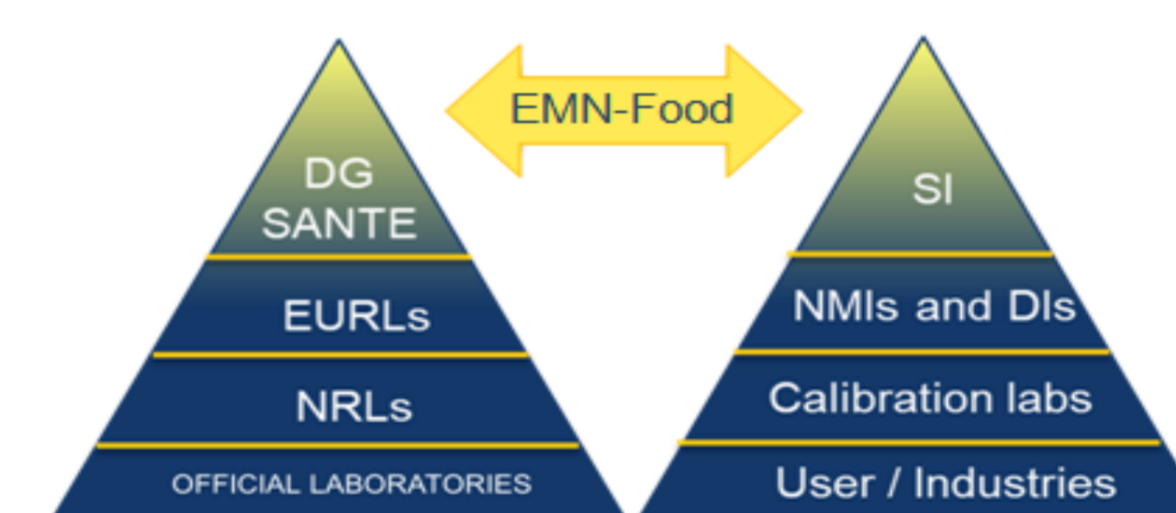 EMN-Food
DG
SANTE
EURLs
NRLs
OFFICIAL LABORATORIES
SI
NMIs and DIs
Calibration labs
User / Industries